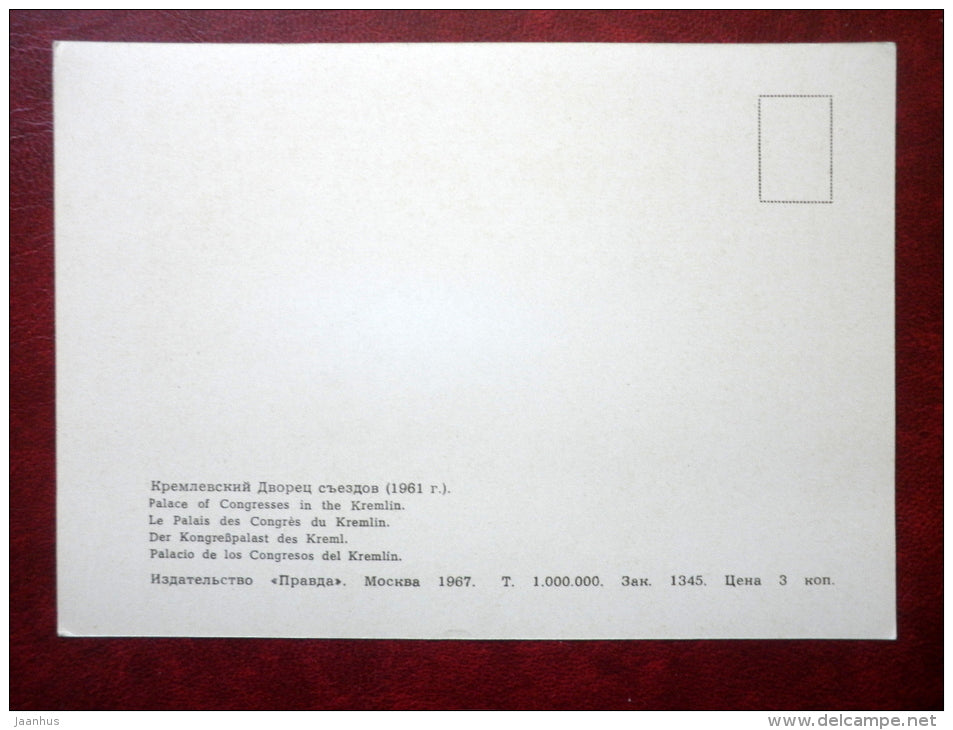 Кремлевский Дворец съездов (1961 г.).
Palace of Congresses in the Kremlin.
Le Palais des Congrès du Kremlin.
Der Kongreßpalast des Kreml.
Palacio de los Congresos del Kremlin.
Издательство «Правда». Москва 1967. Т. 1.000.000. Зак. 1345. Цена 3 коп.
jaanhus
www.delcampe.net